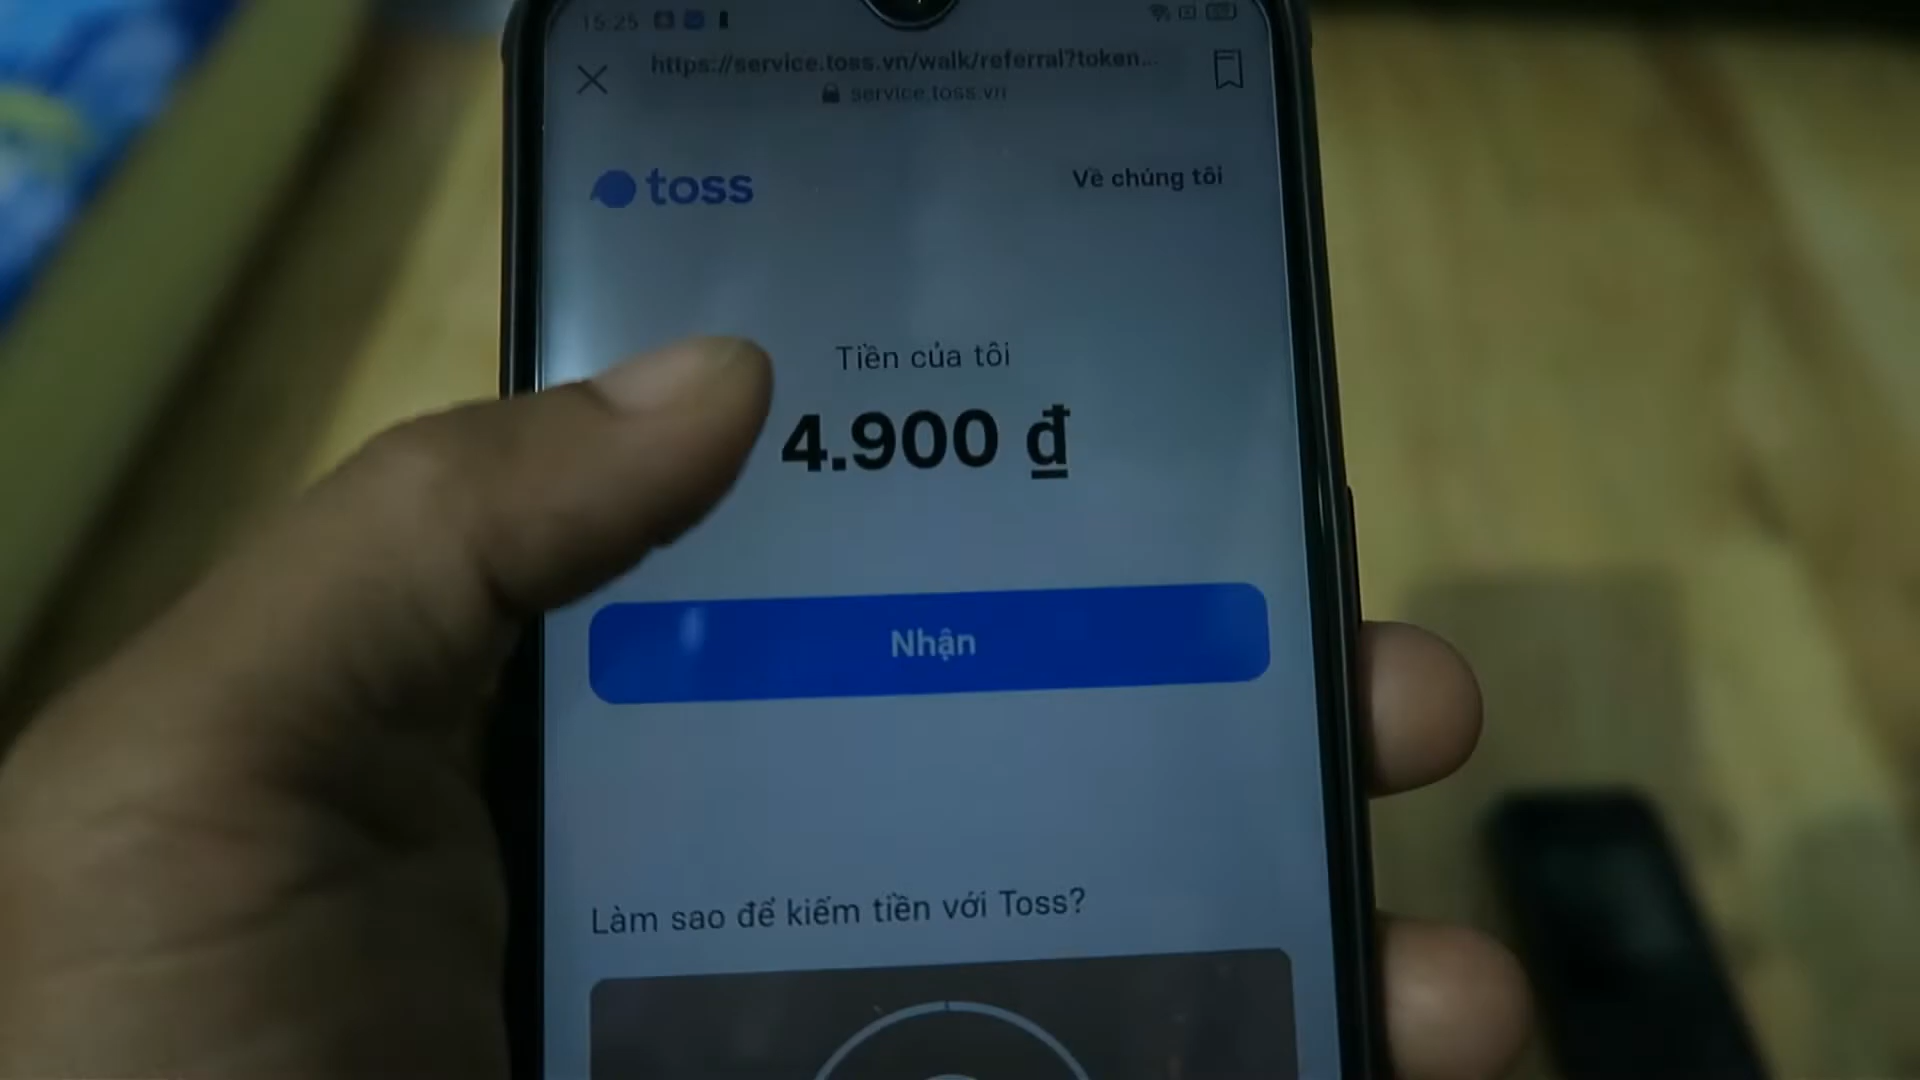 15:25
https://service.toss.vn/walk/referral?token...
service.toss.vn
toss
Về chúng tôi
Tiền của tôi
4.900 ₫
Nhận
Làm sao để kiếm tiền với Toss?